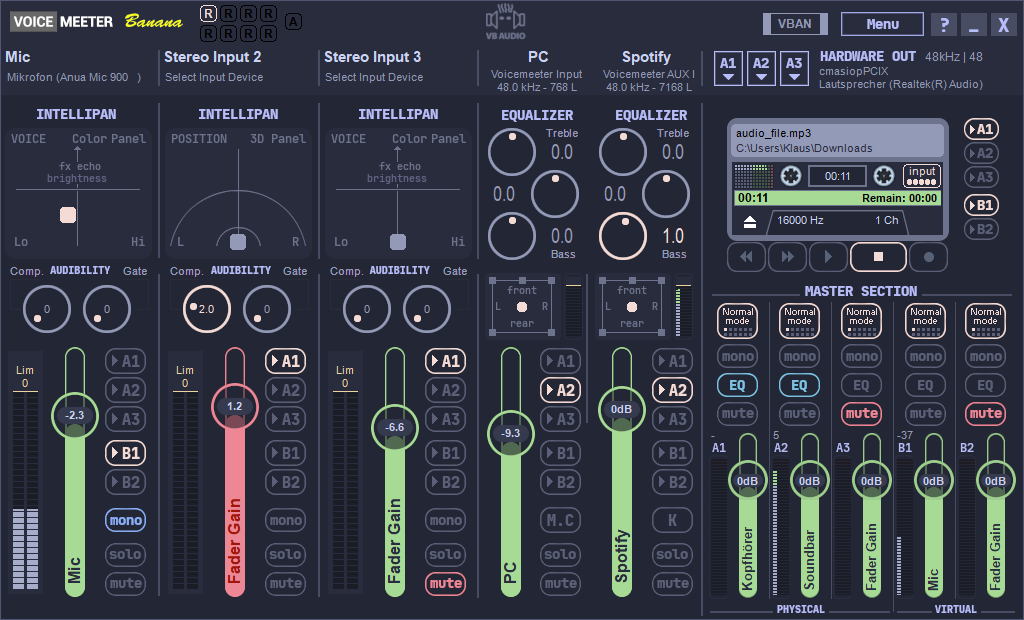 VOICE MEETER Banana
R R R R A
R R R R
VB AUDIO
VBAN
Menu
? _ X
Mic
Mikrofon (Anua Mic 900 )
Stereo Input 2
Select Input Device
Stereo Input 3
Select Input Device
PC
Voicemeeter Input
48.0 kHz - 768 L
Spotify
Voicemeeter AUX I
48.0 kHz - 7168 L
A1 A2 A3
HARDWARE OUT 48kHz | 48
cmasiopPCIX
Lautsprecher (Realtek(R) Audio)
INTELLIPAN
VOICE Color Panel
fx echo
brightness
Lo Hi
Comp. AUDIBILITY Gate
0 0
Lim
0
-2.3
Mic
A1
A2
A3
B1
B2
mono
solo
mute
INTELLIPAN
POSITION 3D Panel
L R
Comp. AUDIBILITY Gate
2.0 0
Lim
0
1.2
Fader Gain
A1
A2
A3
B1
B2
mono
solo
mute
INTELLIPAN
VOICE Color Panel
fx echo
brightness
Lo Hi
Comp. AUDIBILITY Gate
0 0
Lim
0
-6.6
Fader Gain
A1
A2
A3
B1
B2
mono
solo
mute
EQUALIZER
Treble
0.0
0.0
0.0
Bass
front
L R
rear
-9.3
PC
A1
A2
A3
B1
B2
M.C
solo
mute
EQUALIZER
Treble
0.0
0.0
1.0
Bass
front
L R
rear
0dB
Spotify
A1
A2
A3
B1
B2
K
solo
mute
audio_file.mp3
C:\Users\Klaus\Downloads
00:11
input
00:11 Remain: 00:00
16000 Hz 1 Ch
A1
A2
A3
B1
B2
MASTER SECTION
Normal mode Normal mode Normal mode Normal mode Normal mode
mono mono mono mono mono
EQ EQ EQ EQ EQ
mute mute mute mute mute
- 5 -37
A1 A2 A3 B1 B2
0dB 0dB 0dB 0dB 0dB
Kopfhörer Soundbar Fader Gain Mic Fader Gain
PHYSICAL VIRTUAL